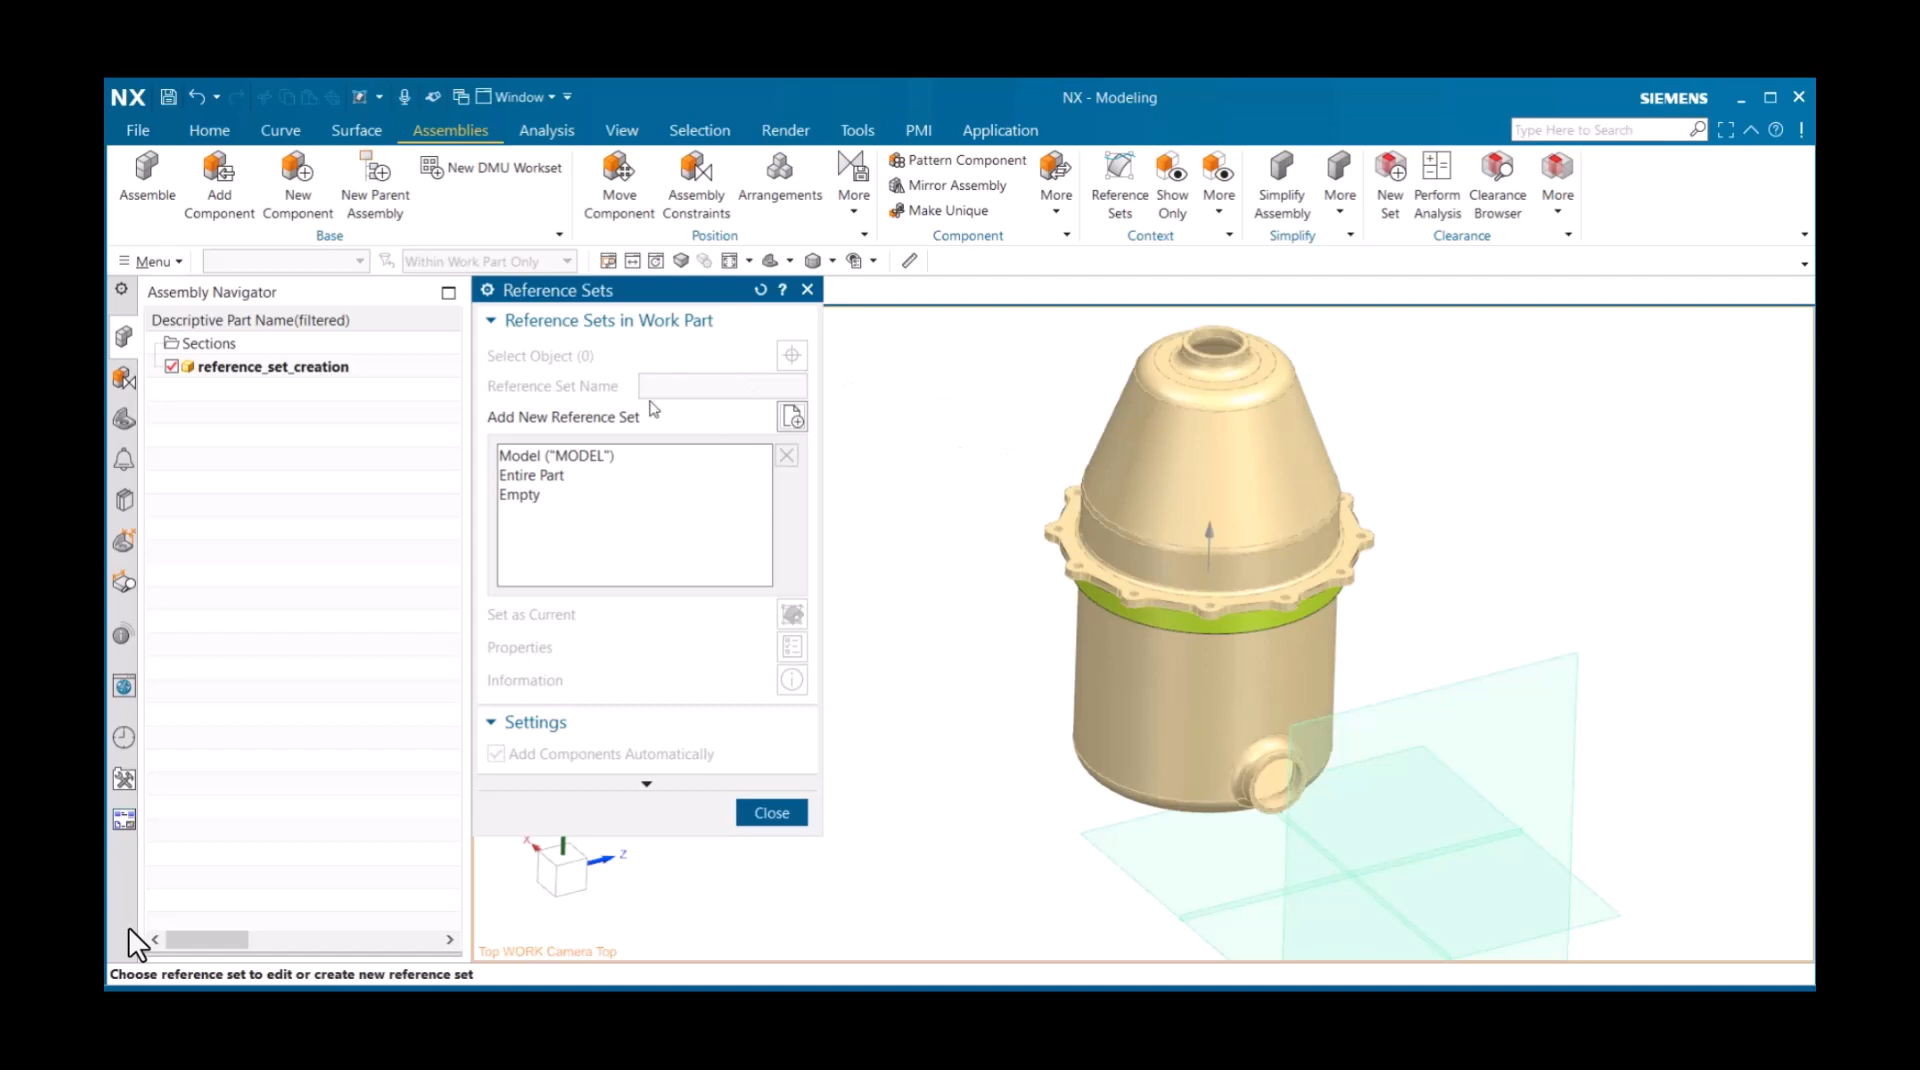 NX
Window
NX - Modeling
SIEMENS
File Home Curve Surface Assemblies Analysis View Selection Render Tools PMI Application
Type Here to Search
Assemble
Add Component
New Component
New Parent Assembly
New DMU Workset
Base
Move Component
Assembly Constraints
Arrangements
More
Position
Pattern Component
Mirror Assembly
Make Unique
More
Component
Reference Sets
Show Only
More
Context
Simplify Assembly
More
Simplify
New Set
Perform Analysis
Clearance Browser
More
Clearance
Menu
Within Work Part Only
Assembly Navigator
Descriptive Part Name(filtered)
Sections
reference_set_creation
Reference Sets
Reference Sets in Work Part
Select Object (0)
Reference Set Name
Add New Reference Set
Model ("MODEL")
Entire Part
Empty
Set as Current
Properties
Information
Settings
Add Components Automatically
Close
X
Z
Top WORK Camera Top
Choose reference set to edit or create new reference set